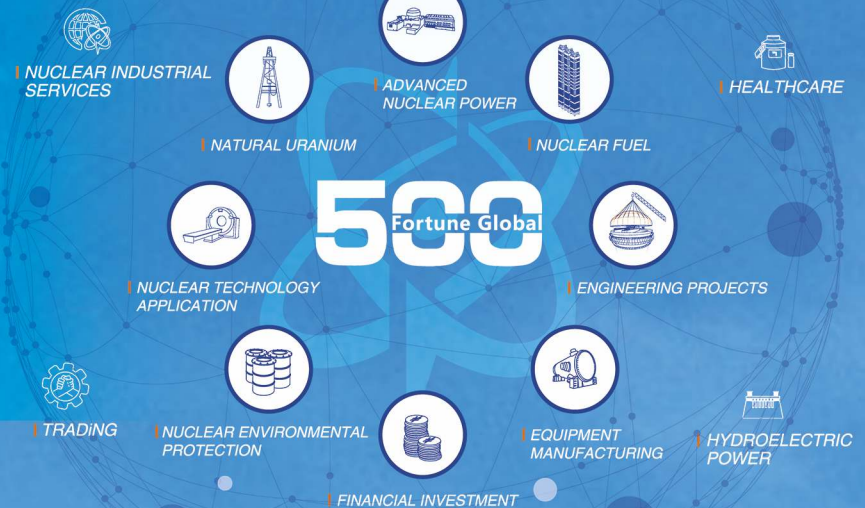 NUCLEAR INDUSTRIAL
SERVICES
ADVANCED
NUCLEAR POWER
HEALTHCARE
NATURAL URANIUM
NUCLEAR FUEL
500
Fortune Global
NUCLEAR TECHNOLOGY
APPLICATION
ENGINEERING PROJECTS
TRADiNG
NUCLEAR ENVIRONMENTAL
PROTECTION
EQUIPMENT
MANUFACTURING
HYDROELECTRIC
POWER
FINANCIAL INVESTMENT